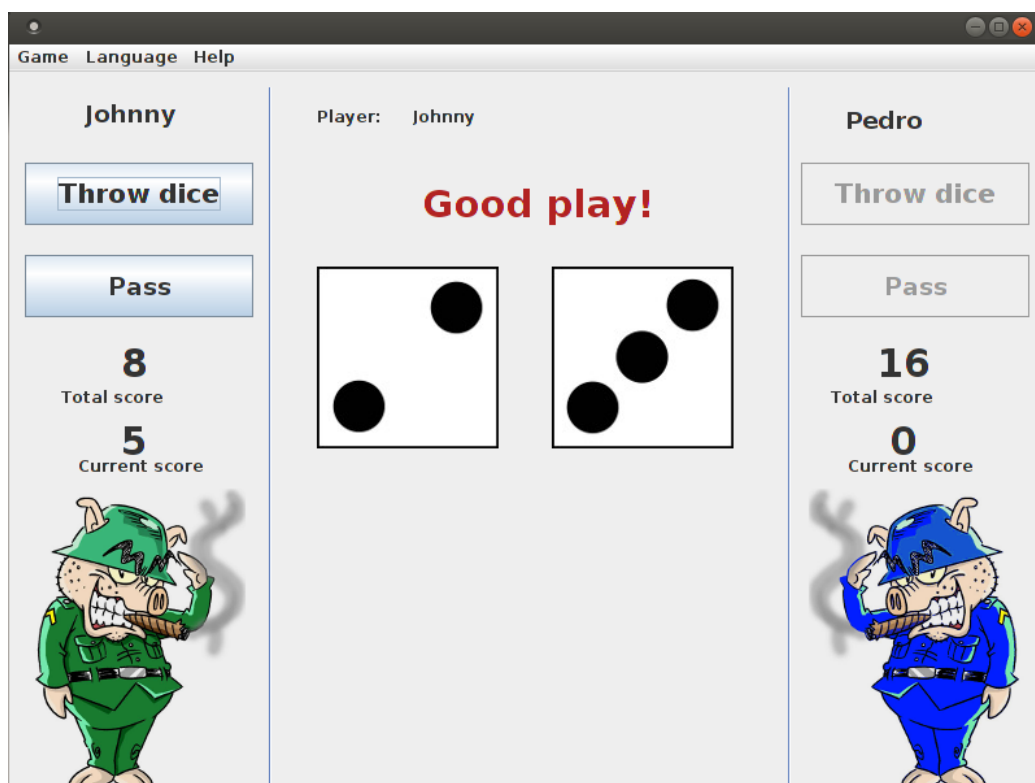 Game Language Help
Johnny
Throw dice
Pass
8
Total score
5
Current score
Player: Johnny
Good play!
Pedro
Throw dice
Pass
16
Total score
0
Current score